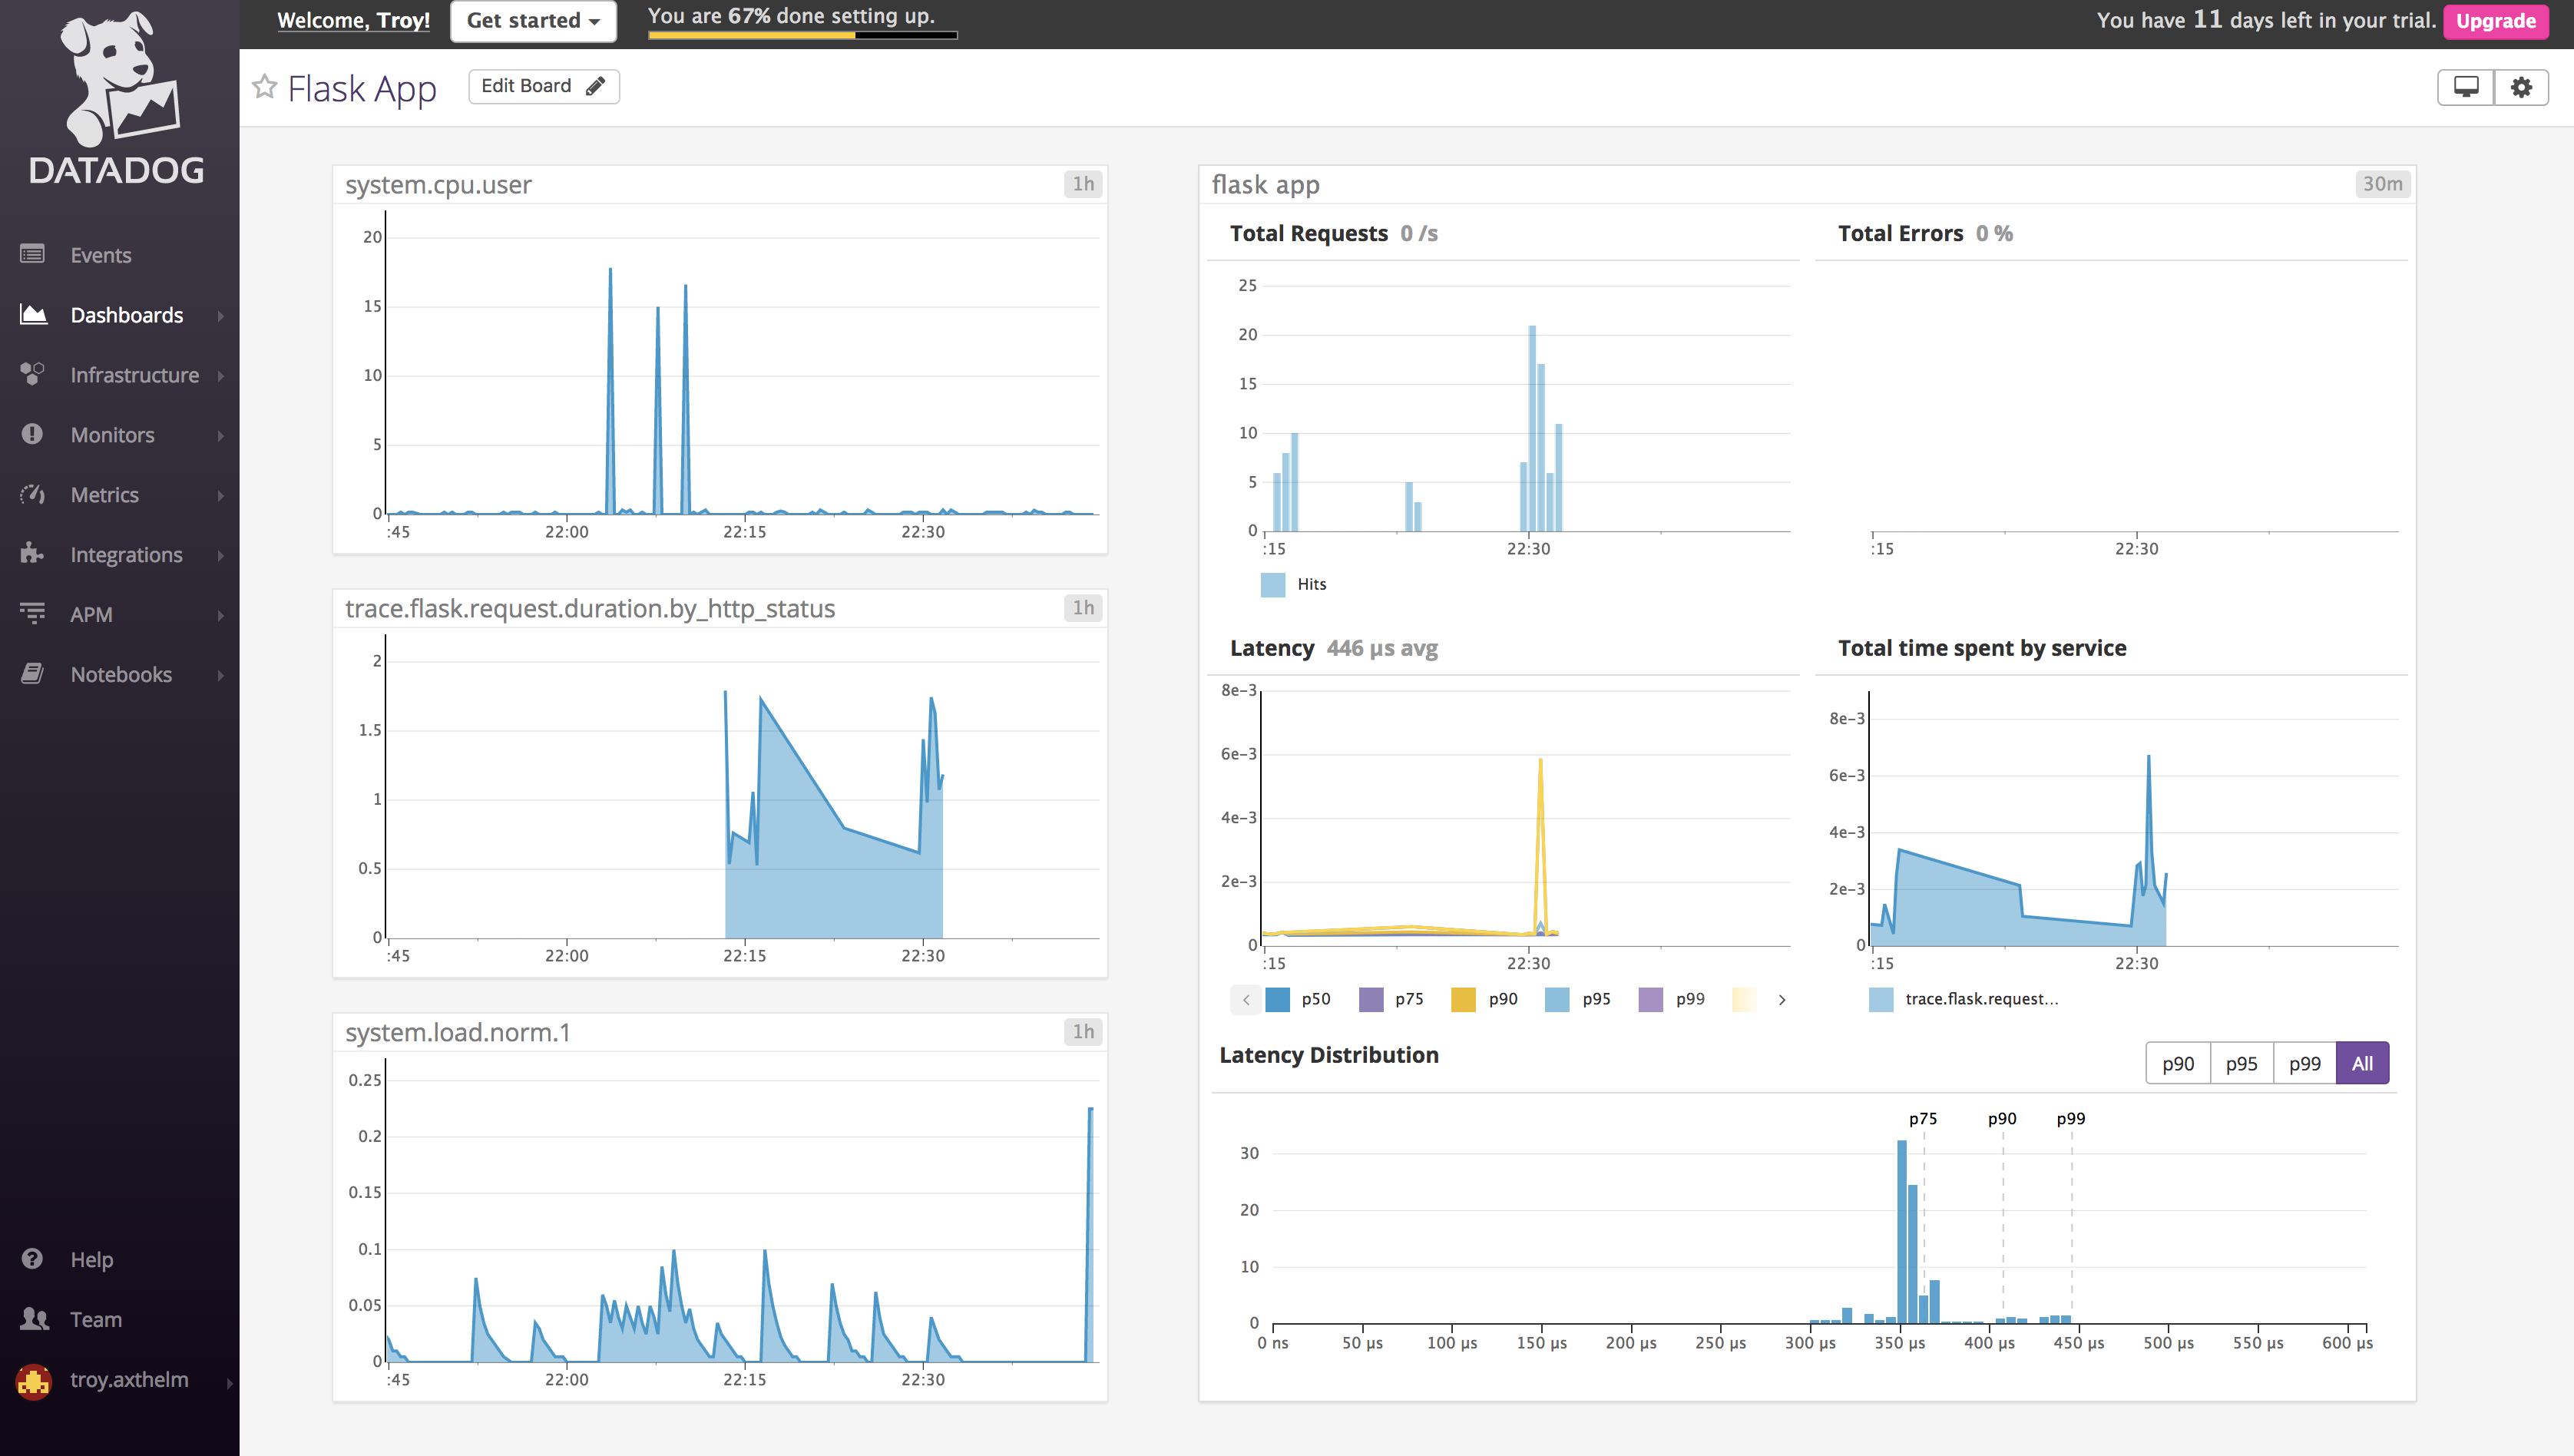 Welcome, Troy!
Get started
You are 67% done setting up.
You have 11 days left in your trial.
Upgrade
DATADOG
Events
Dashboards
Infrastructure
Monitors
Metrics
Integrations
APM
Notebooks
Help
Team
troy.axthelm
Flask App
Edit Board
system.cpu.user
1h
20
15
10
5
0
:45
22:00
22:15
22:30
trace.flask.request.duration.by_http_status
1h
2
1.5
1
0.5
0
:45
22:00
22:15
22:30
system.load.norm.1
1h
0.25
0.2
0.15
0.1
0.05
0
:45
22:00
22:15
22:30
flask app
30m
Total Requests 0 /s
25
20
15
10
5
0
:15
22:30
Hits
Total Errors 0 %
:15
22:30
Latency 446 µs avg
8e-3
6e-3
4e-3
2e-3
0
:15
22:30
p50
p75
p90
p95
p99
Total time spent by service
8e-3
6e-3
4e-3
2e-3
0
:15
22:30
trace.flask.request...
Latency Distribution
p90
p95
p99
All
p75
p90
p99
30
20
10
0
0 ns
50 µs
100 µs
150 µs
200 µs
250 µs
300 µs
350 µs
400 µs
450 µs
500 µs
550 µs
600 µs